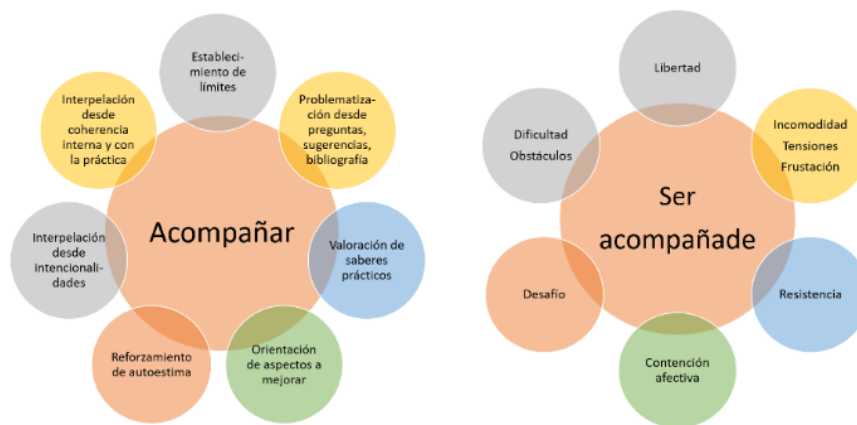 Acompañar
Estableci-
miento de
límites
Problematiza-
ción desde
preguntas,
sugerencias,
bibliografía
Valoración de
saberes
prácticos
Orientación
de aspectos a
mejorar
Reforzamiento
de autoestima
Interpelación
desde
intencionali-
dades
Interpelación
desde
coherencia
interna y con
la práctica
Ser
acompañade
Libertad
Incomodidad
Tensiones
Frustación
Resistencia
Contención
afectiva
Desafío
Dificultad
Obstáculos